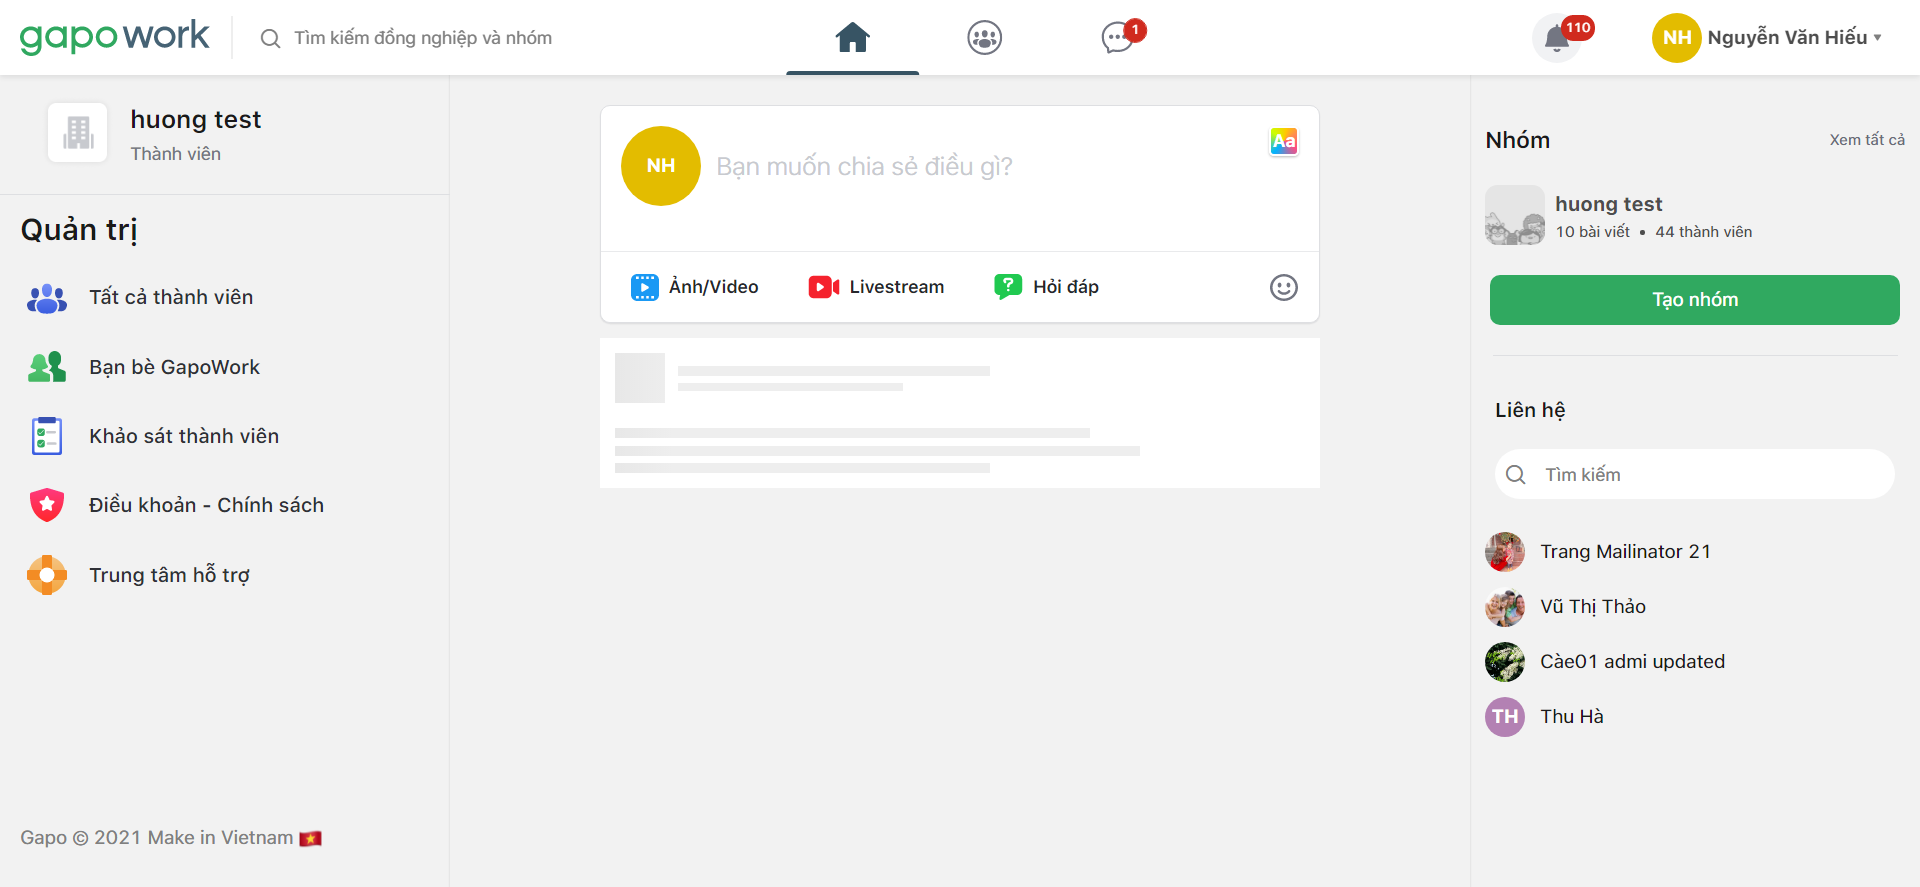 gapowork
Tìm kiếm đồng nghiệp và nhóm
1
110
NH
Nguyễn Văn Hiếu
huong test
Thành viên
Quản trị
Tất cả thành viên
Bạn bè GapoWork
Khảo sát thành viên
Điều khoản - Chính sách
Trung tâm hỗ trợ
Gapo © 2021 Make in Vietnam
NH
Bạn muốn chia sẻ điều gì?
Aa
Ảnh/Video
Livestream
?
Hỏi đáp
Nhóm
Xem tất cả
huong test
10 bài viết • 44 thành viên
Tạo nhóm
Liên hệ
Tìm kiếm
Trang Mailinator 21
Vũ Thị Thảo
Càe01 admi updated
TH
Thu Hà